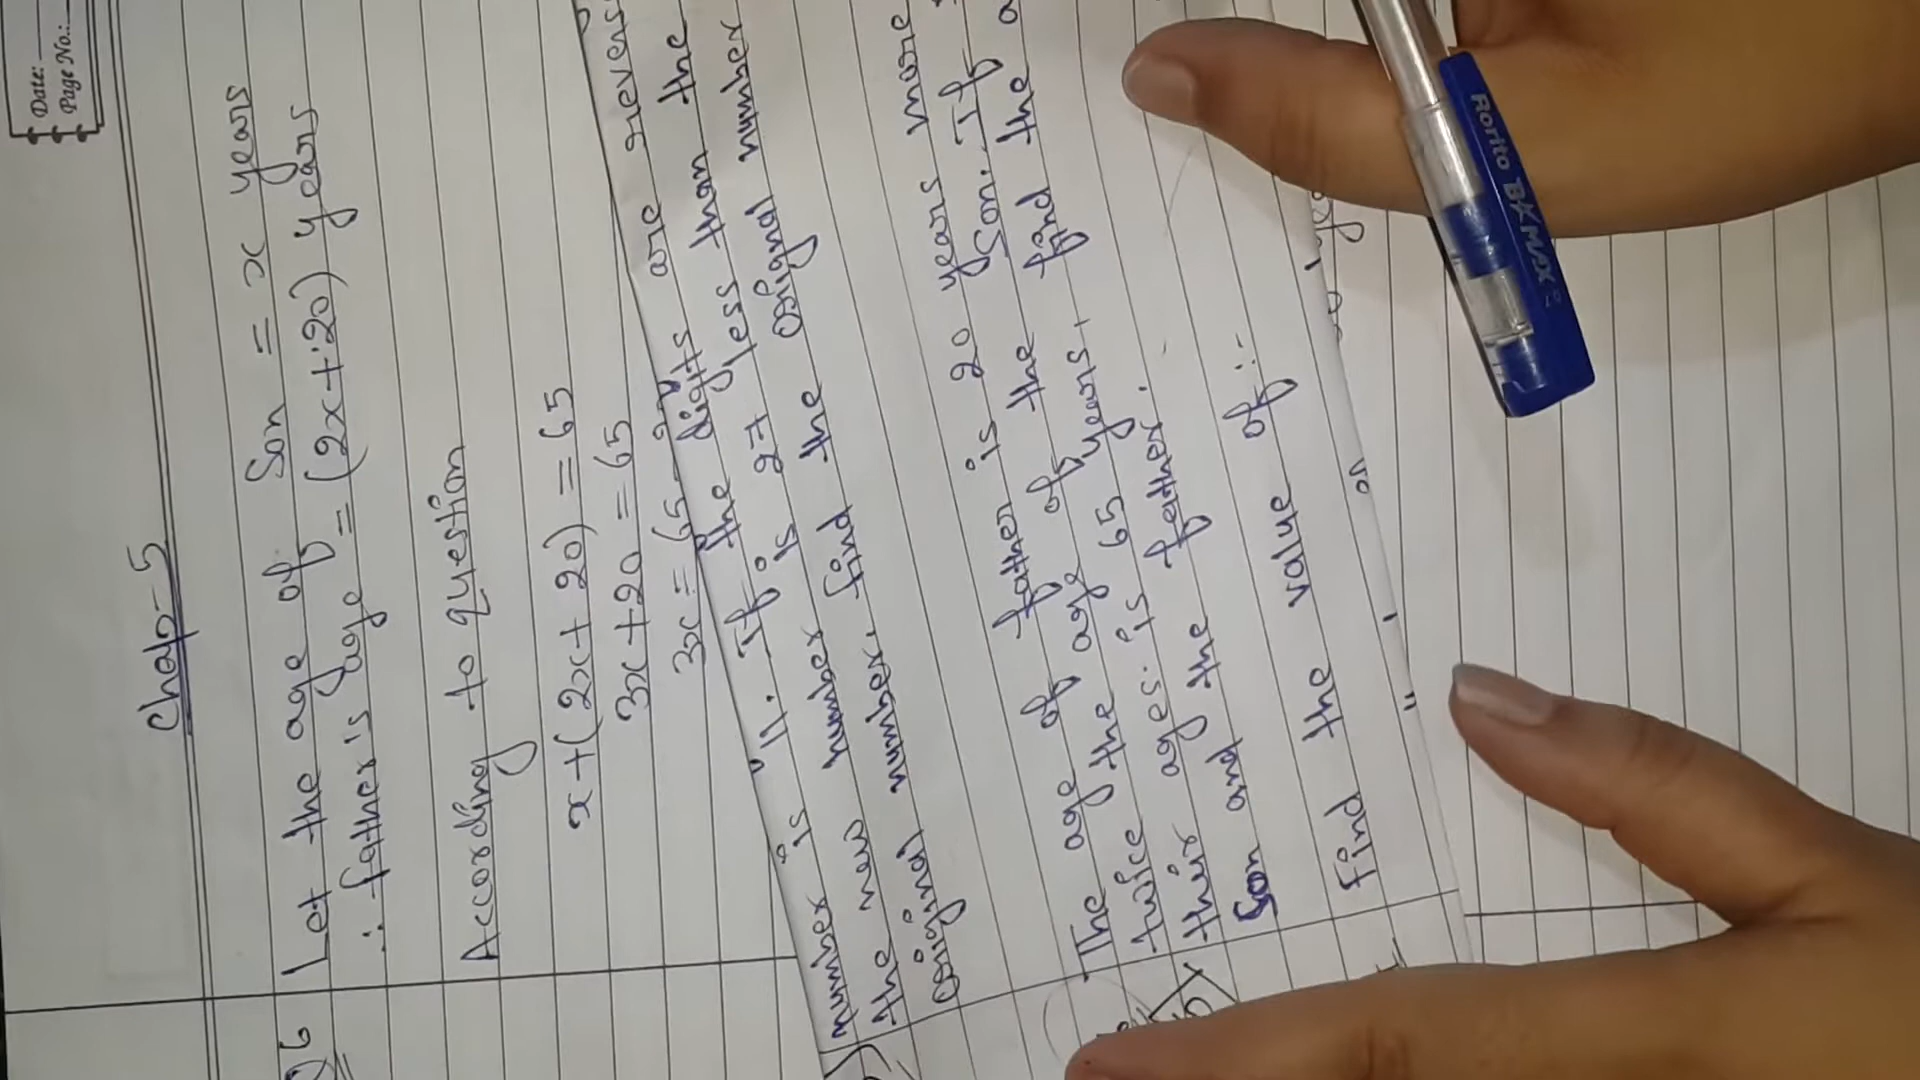 Date:
Page No.:
Chap-5
Q6 Let the age of Son = x years
∴ father's age = (2x+20) years
According to question
x+(2x+20) = 65
3x+20 = 65
3x = 65-
number is 11. If the digits are revers
the new number is 27 less than the
original number. find the original number
The age of father is 20 years more
twice the age of the Son. If
their ages is 65 years, find the a
Son and the father.
Find the value of :-
Rorito BXMAX